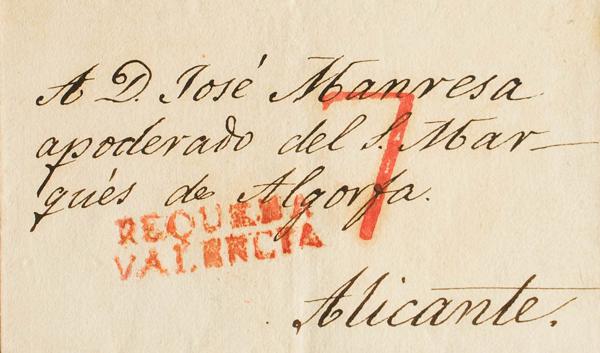 A D. José Manresa
apoderado del S. Mar-
qués de Algorfa.
7
REQUENA
VALENCIA
Alicante.